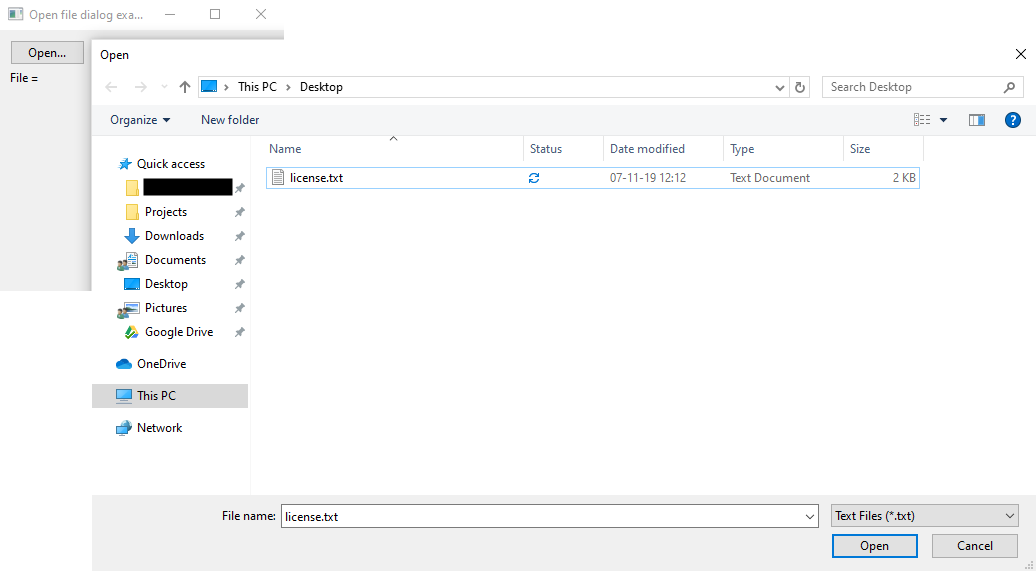 Open file dialog exa...
Open...
File =
Open
This PC > Desktop
Search Desktop
Organize
New folder
?
Name
Status
Date modified
Type
Size
Quick access
Projects
Downloads
Documents
Desktop
Pictures
Google Drive
OneDrive
This PC
Network
license.txt
07-11-19 12:12
Text Document
2 KB
File name:
license.txt
Text Files (*.txt)
Open
Cancel